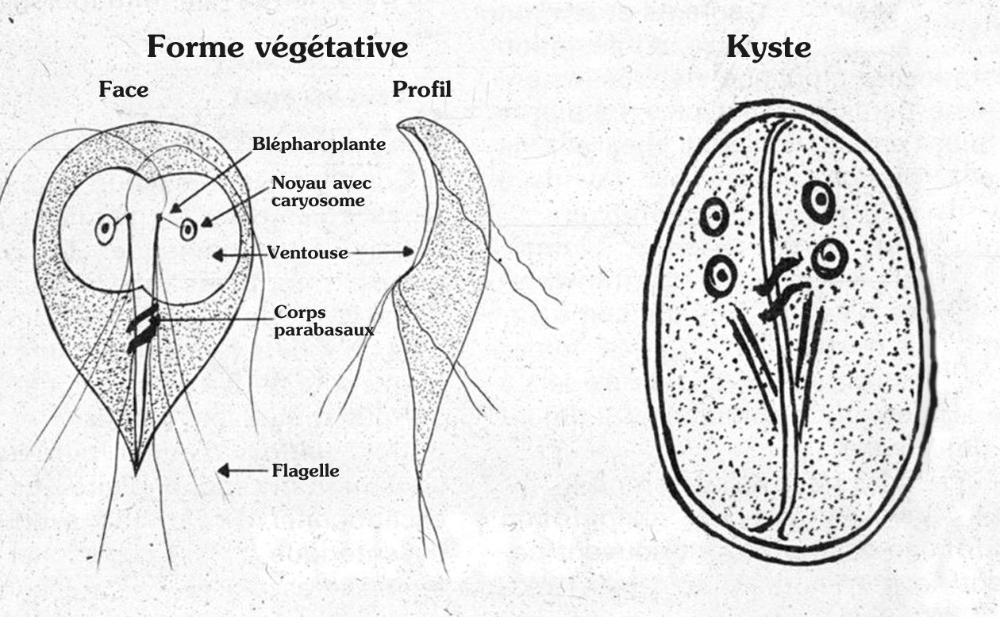 Forme végétative
Kyste
Face
Profil
Blépharoplante
Noyau avec
caryosome
Ventouse
Corps
parabasaux
Flagelle